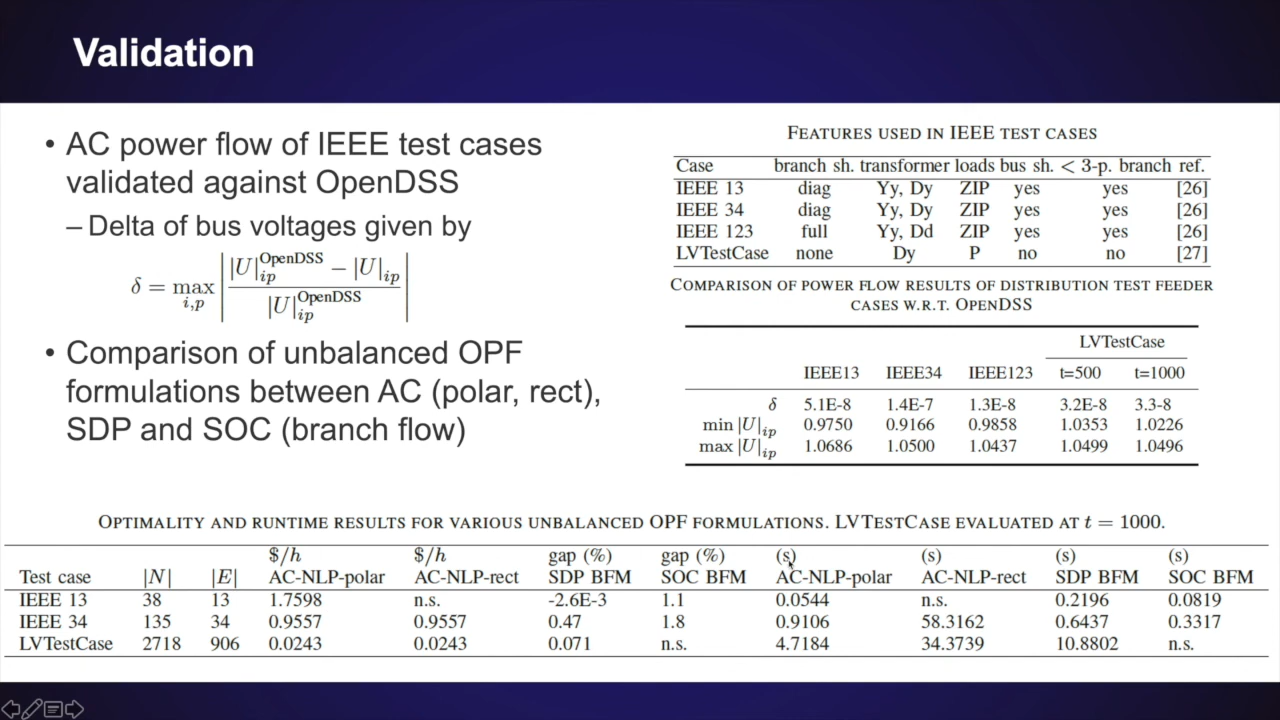 Validation
• AC power flow of IEEE test cases
validated against OpenDSS
– Delta of bus voltages given by
δ = max i,p | |U|ip^OpenDSS − |U|ip / |U|ip^OpenDSS |
• Comparison of unbalanced OPF
formulations between AC (polar, rect),
SDP and SOC (branch flow)
FEATURES USED IN IEEE TEST CASES
Case branch sh. transformer loads bus sh. < 3-p. branch ref.
IEEE 13 diag Yy, Dy ZIP yes yes [26]
IEEE 34 diag Yy, Dy ZIP yes yes [26]
IEEE 123 full Yy, Dd ZIP yes yes [26]
LVTestCase none Dy P no no [27]
COMPARISON OF POWER FLOW RESULTS OF DISTRIBUTION TEST FEEDER
CASES W.R.T. OPENDSS
LVTestCase
IEEE13 IEEE34 IEEE123 t=500 t=1000
δ 5.1E-8 1.4E-7 1.3E-8 3.2E-8 3.3-8
min |U|ip 0.9750 0.9166 0.9858 1.0353 1.0226
max |U|ip 1.0686 1.0500 1.0437 1.0499 1.0496
OPTIMALITY AND RUNTIME RESULTS FOR VARIOUS UNBALANCED OPF FORMULATIONS. LVTESTCASE EVALUATED AT t = 1000.
$/h $/h gap (%) gap (%) (s) (s) (s) (s)
Test case |N| |E| AC-NLP-polar AC-NLP-rect SDP BFM SOC BFM AC-NLP-polar AC-NLP-rect SDP BFM SOC BFM
IEEE 13 38 13 1.7598 n.s. -2.6E-3 1.1 0.0544 n.s. 0.2196 0.0819
IEEE 34 135 34 0.9557 0.9557 0.47 1.8 0.9106 58.3162 0.6437 0.3317
LVTestCase 2718 906 0.0243 0.0243 0.071 n.s. 4.7184 34.3739 10.8802 n.s.